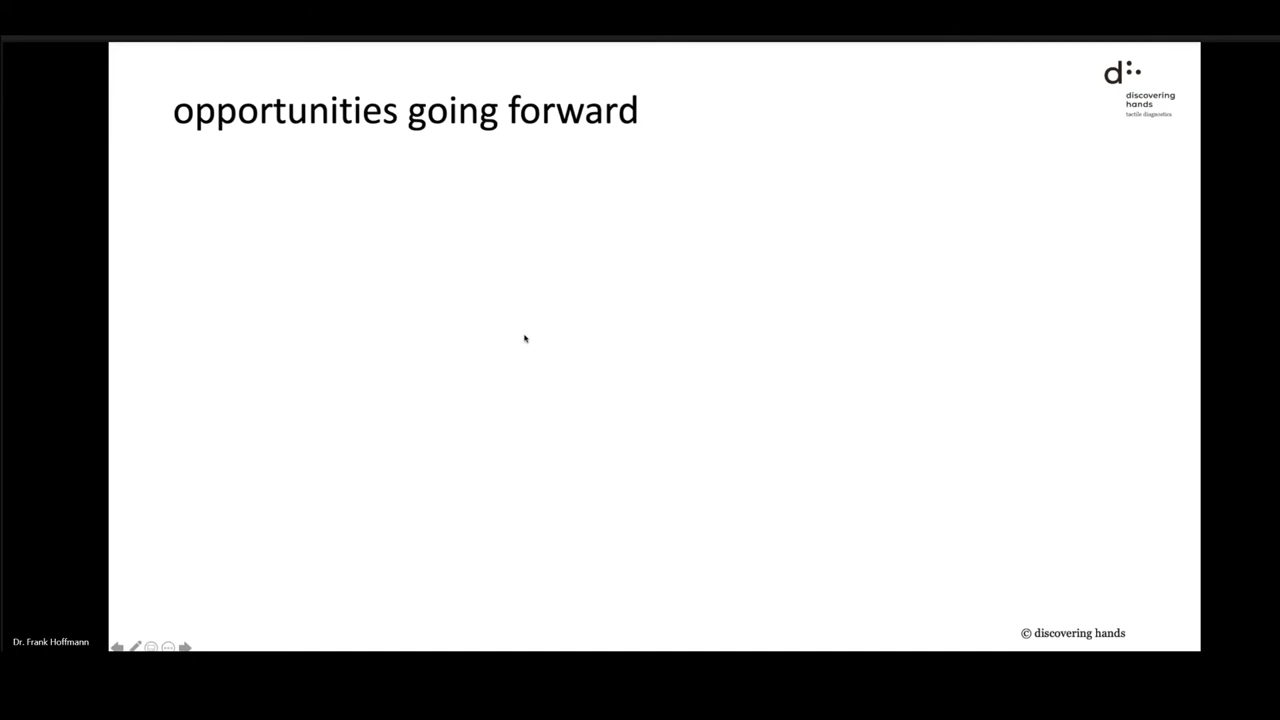 opportunities going forward
d
discovering
hands
tactile diagnostics
© discovering hands
Dr. Frank Hoffmann